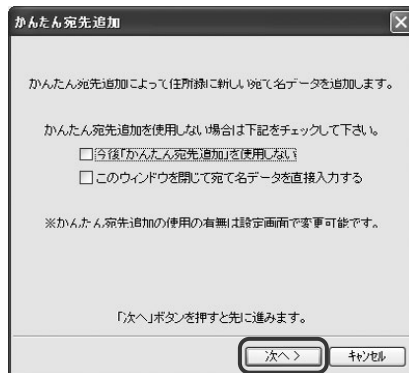 かんたん宛先追加
かんたん宛先追加によって住所録に新しい宛て名データを追加します。
かんたん宛先追加を使用しない場合は下記をチェックして下さい。
今後「かんたん宛先追加」を使用しない
このウィンドウを閉じて宛て名データを直接入力する
※かんたん宛先追加の使用の有無は設定画面で変更可能です。
「次へ」ボタンを押すと先に進みます。
次へ >
キャンセル